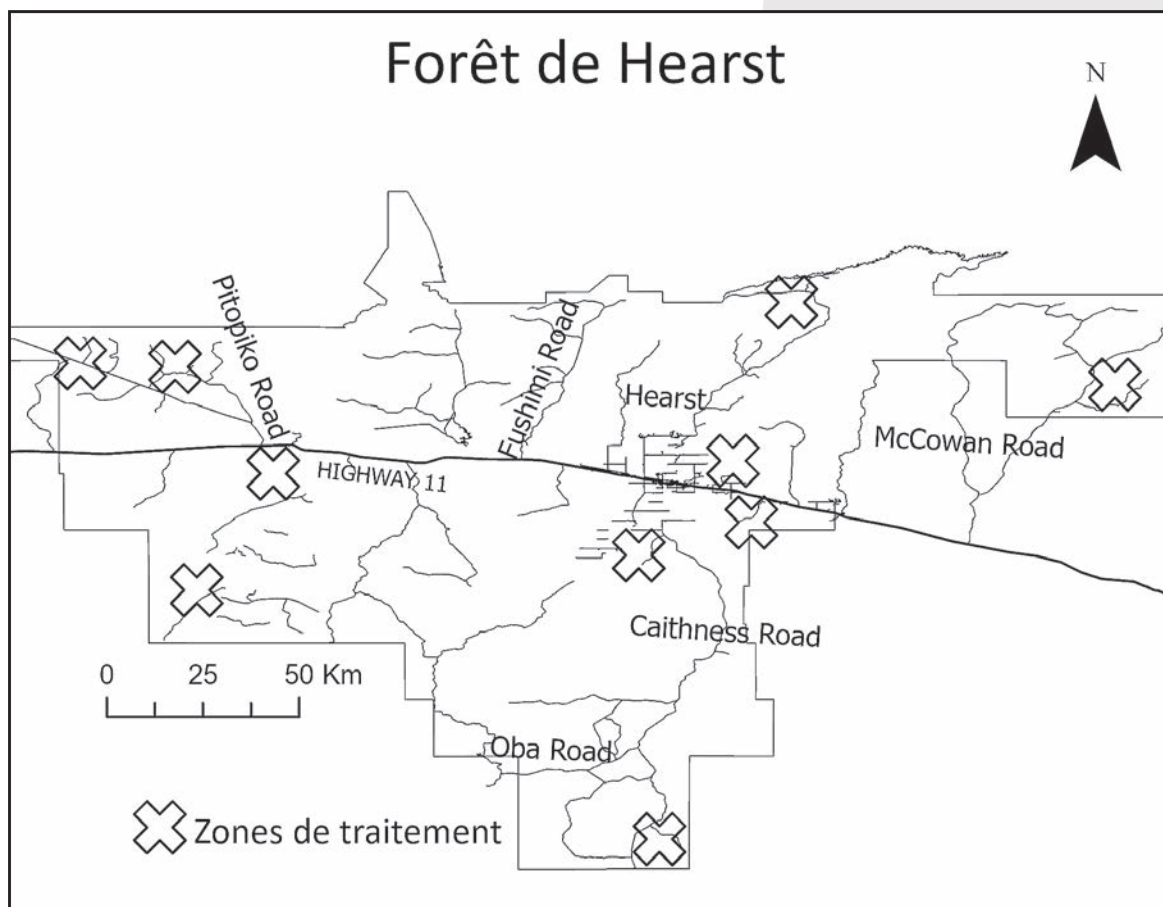 Forêt de Hearst
N
Pitopiko Road
Fushimi Road
Hearst
McCowan Road
HIGHWAY 11
Caithness Road
0 25 50 Km
Oba Road
Zones de traitement